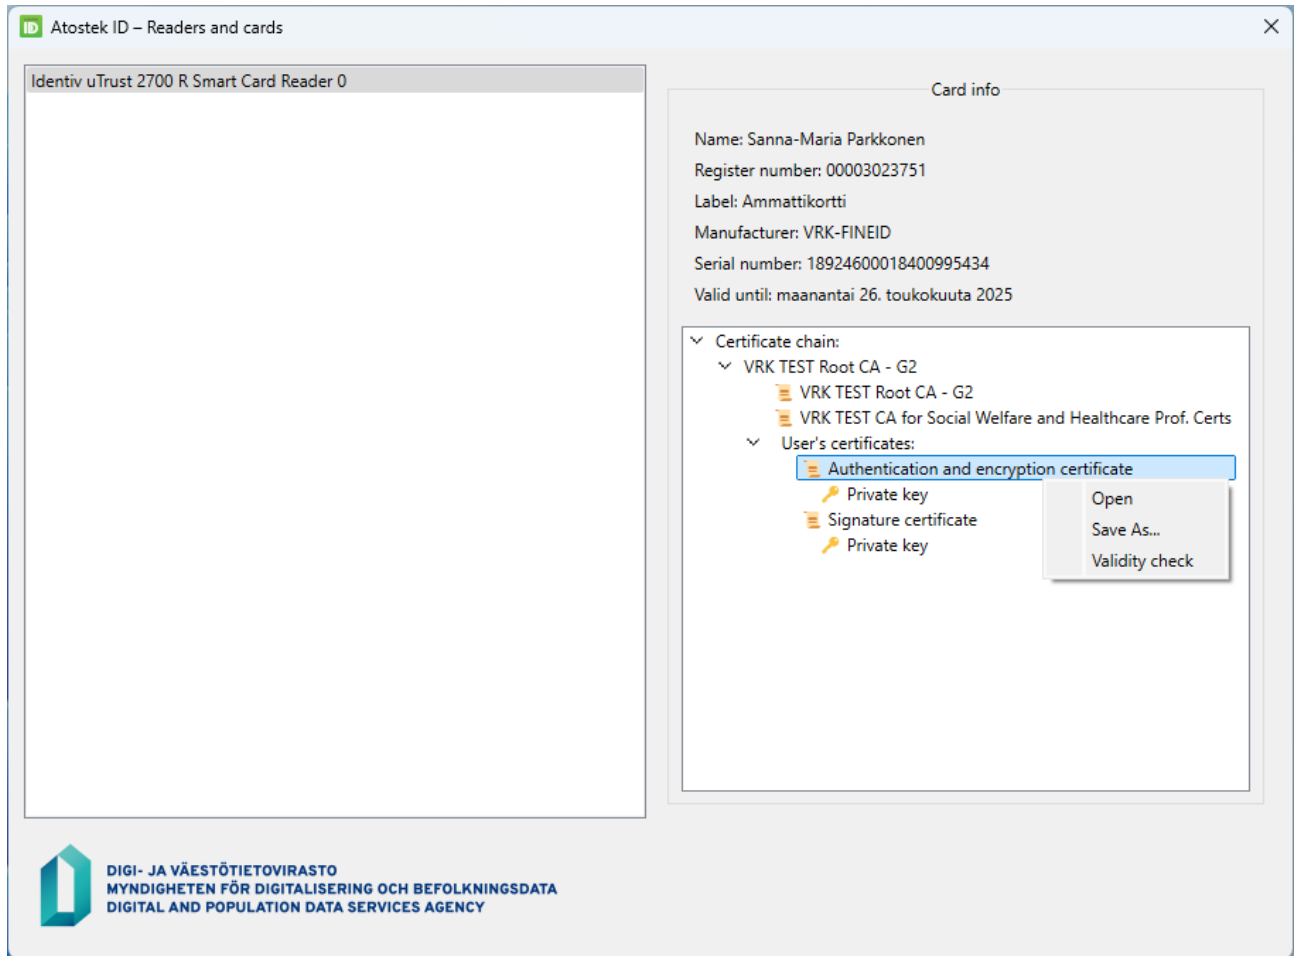 Atostek ID – Readers and cards
Identiv uTrust 2700 R Smart Card Reader 0
Card info
Name: Sanna-Maria Parkkonen
Register number: 00003023751
Label: Ammattikortti
Manufacturer: VRK-FINEID
Serial number: 18924600018400995434
Valid until: maanantai 26. toukokuuta 2025
Certificate chain:
VRK TEST Root CA - G2
VRK TEST Root CA - G2
VRK TEST CA for Social Welfare and Healthcare Prof. Certs
User's certificates:
Authentication and encryption certificate
Private key
Signature certificate
Private key
Open
Save As...
Validity check
ID
DIGI- JA VÄESTÖTIETOVIRASTO
MYNDIGHETEN FÖR DIGITALISERING OCH BEFOLKNINGSDATA
DIGITAL AND POPULATION DATA SERVICES AGENCY